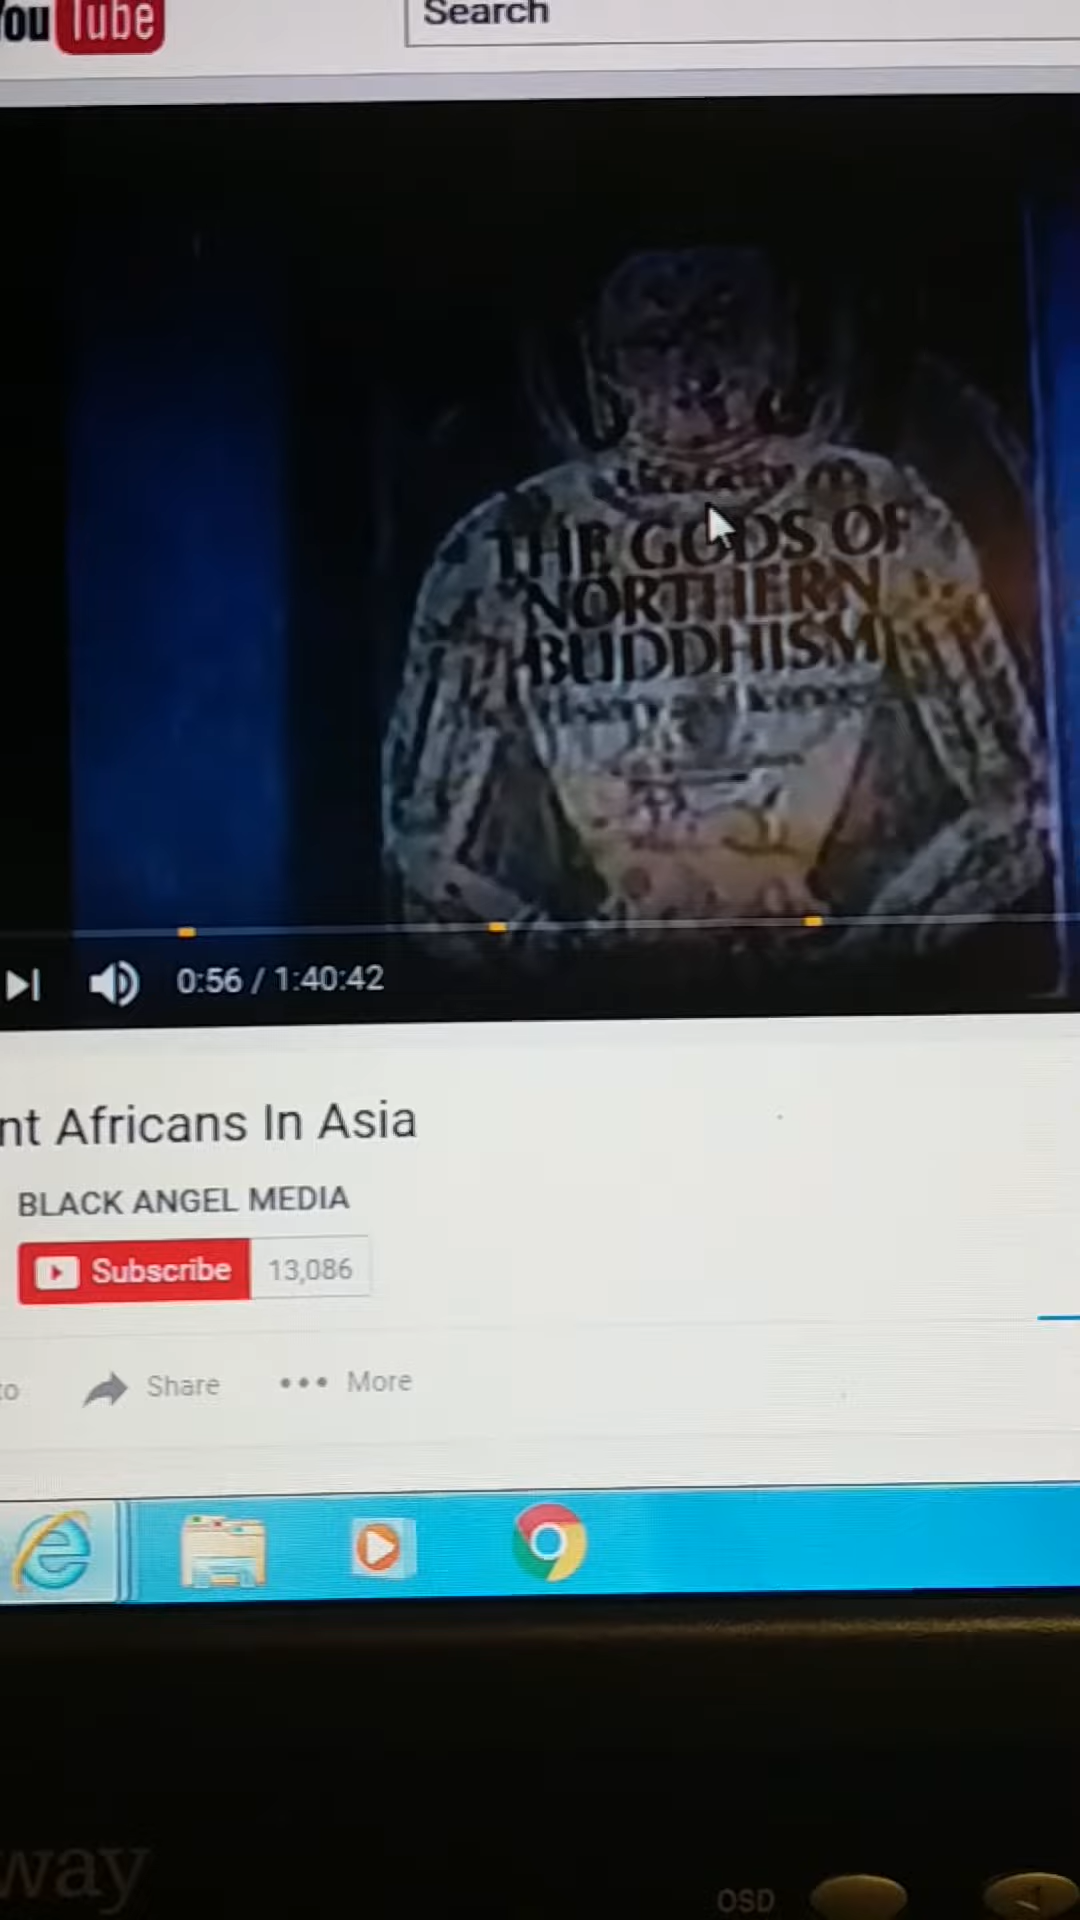 You Tube
Search
THE GODS OF
NORTHERN
BUDDHISM
0:56 / 1:40:42
nt Africans In Asia
BLACK ANGEL MEDIA
Subscribe 13,086
to Share More
way
OSD